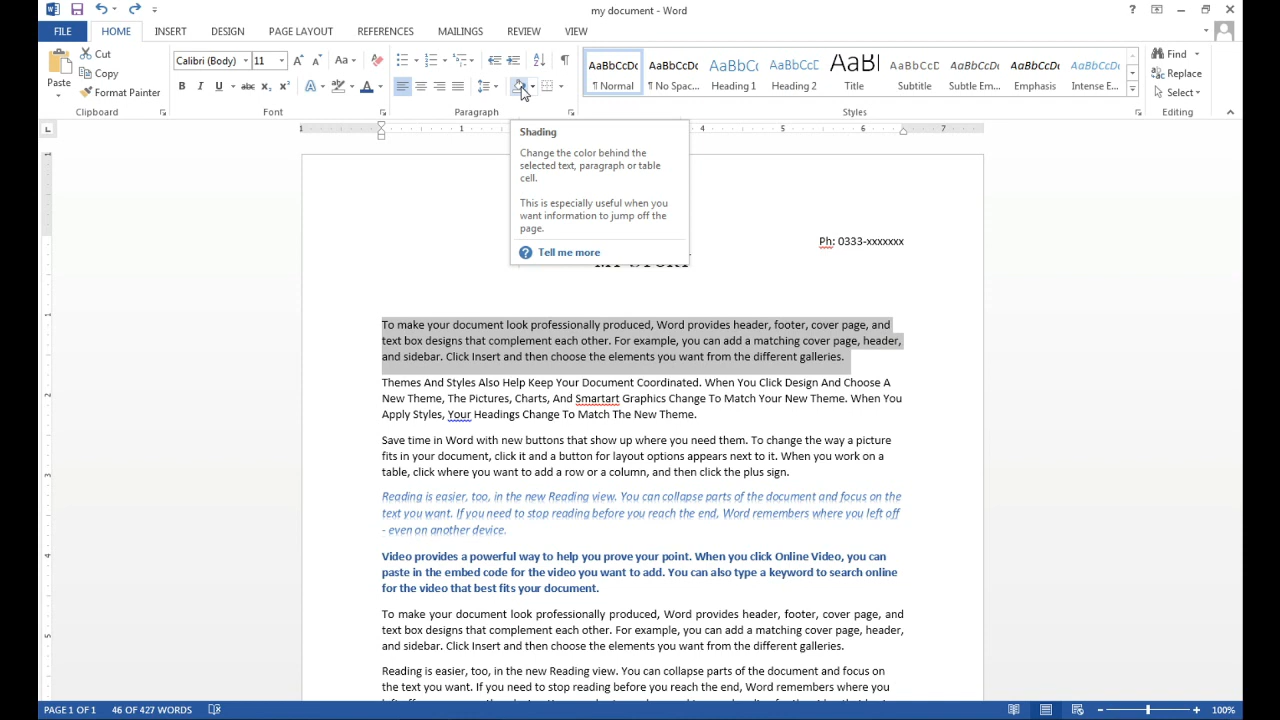 my document - Word
FILE HOME INSERT DESIGN PAGE LAYOUT REFERENCES MAILINGS REVIEW VIEW
Paste
Cut
Copy
Format Painter
Clipboard
Calibri (Body) 11
Font
Paragraph
AaBbCcDc AaBbCcDc AaBbCc AaBbCcD AaBl AaBbCcD AaBbCcDc AaBbCcDc AaBbCcDc
¶ Normal ¶ No Spac... Heading 1 Heading 2 Title Subtitle Subtle Em... Emphasis Intense E...
Styles
Find
Replace
Select
Editing
1 1 4 5 6 7
Shading
Change the color behind the
selected text, paragraph or table
cell.
This is especially useful when you
want information to jump off the
page.
Tell me more
Ph: 0333-xxxxxxx
MY STORY
To make your document look professionally produced, Word provides header, footer, cover page, and
text box designs that complement each other. For example, you can add a matching cover page, header,
and sidebar. Click Insert and then choose the elements you want from the different galleries.
Themes And Styles Also Help Keep Your Document Coordinated. When You Click Design And Choose A
New Theme, The Pictures, Charts, And Smartart Graphics Change To Match Your New Theme. When You
Apply Styles, Your Headings Change To Match The New Theme.
Save time in Word with new buttons that show up where you need them. To change the way a picture
fits in your document, click it and a button for layout options appears next to it. When you work on a
table, click where you want to add a row or a column, and then click the plus sign.
Reading is easier, too, in the new Reading view. You can collapse parts of the document and focus on the
text you want. If you need to stop reading before you reach the end, Word remembers where you left off
- even on another device.
Video provides a powerful way to help you prove your point. When you click Online Video, you can
paste in the embed code for the video you want to add. You can also type a keyword to search online
for the video that best fits your document.
To make your document look professionally produced, Word provides header, footer, cover page, and
text box designs that complement each other. For example, you can add a matching cover page, header,
and sidebar. Click Insert and then choose the elements you want from the different galleries.
Reading is easier, too, in the new Reading view. You can collapse parts of the document and focus on
the text you want. If you need to stop reading before you reach the end, Word remembers where you
PAGE 1 OF 1 46 OF 427 WORDS 100%